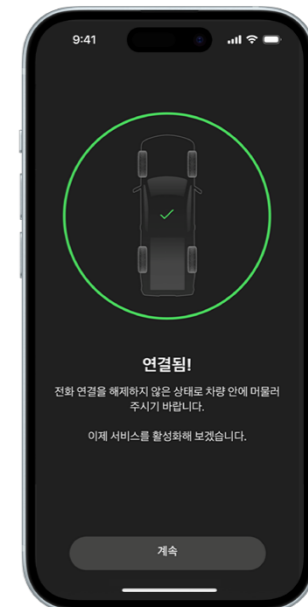 9:41
연결됨!
전화 연결을 해제하지 않은 상태로 차량 안에 머물러
주시기 바랍니다.
이제 서비스를 활성화해 보겠습니다.
계속